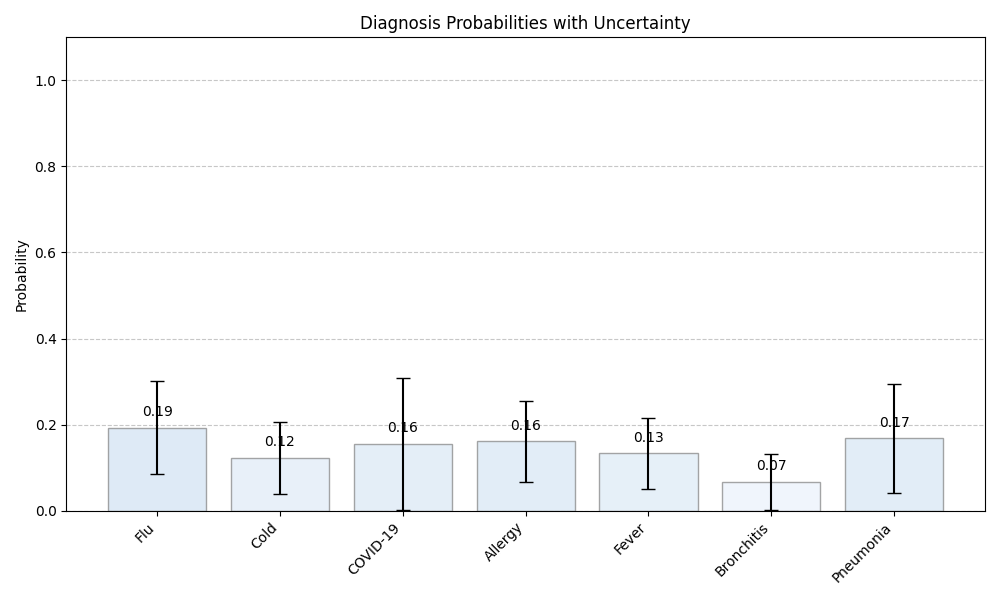 Diagnosis Probabilities with Uncertainty
Probability
1.0
0.8
0.6
0.4
0.2
0.0
0.19
0.12
0.16
0.16
0.13
0.07
0.17
Flu
Cold
COVID-19
Allergy
Fever
Bronchitis
Pneumonia